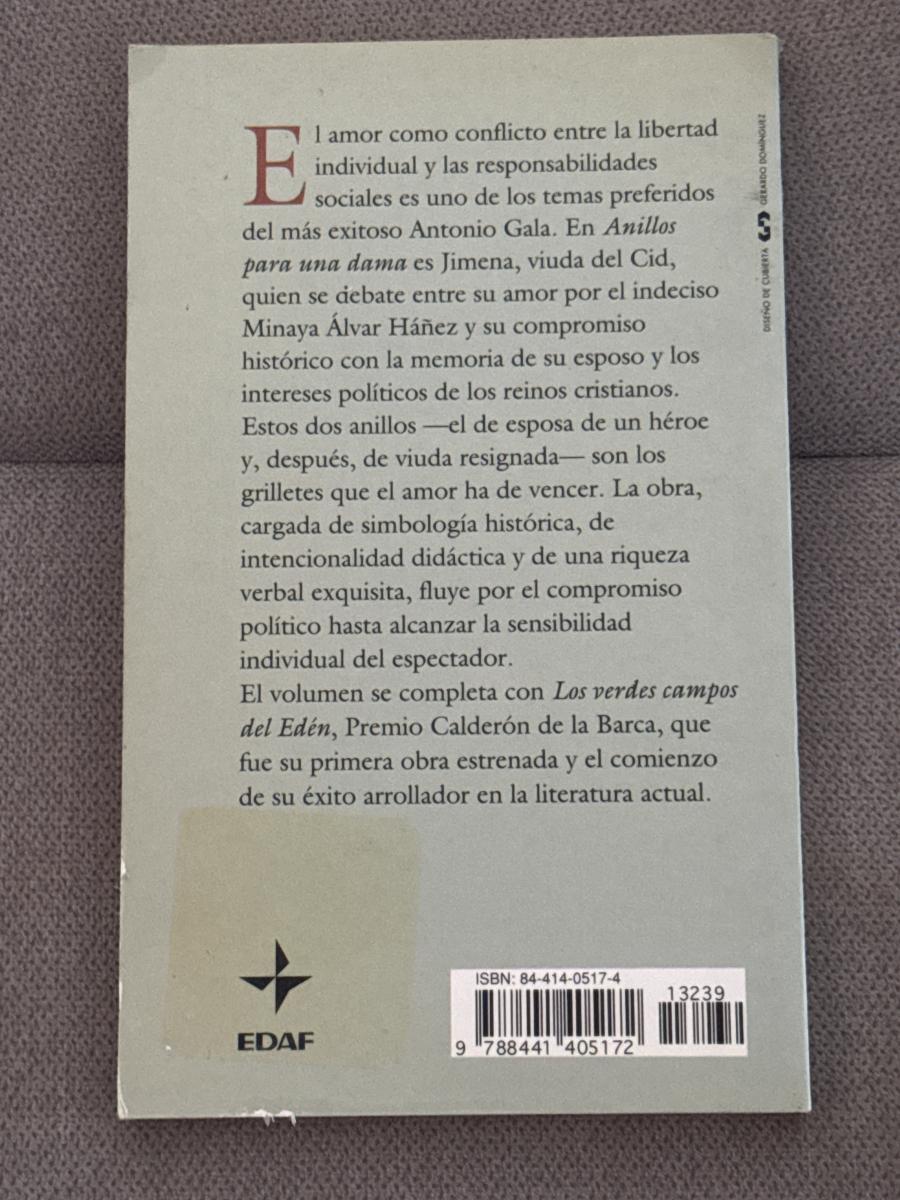 El amor como conflicto entre la libertad
individual y las responsabilidades
sociales es uno de los temas preferidos
del más exitoso Antonio Gala. En Anillos
para una dama es Jimena, viuda del Cid,
quien se debate entre su amor por el indeciso
Minaya Álvar Háñez y su compromiso
histórico con la memoria de su esposo y los
intereses políticos de los reinos cristianos.
Estos dos anillos —el de esposa de un héroe
y, después, de viuda resignada— son los
grilletes que el amor ha de vencer. La obra,
cargada de simbología histórica, de
intencionalidad didáctica y de una riqueza
verbal exquisita, fluye por el compromiso
político hasta alcanzar la sensibilidad
individual del espectador.
El volumen se completa con Los verdes campos
del Edén, Premio Calderón de la Barca, que
fue su primera obra estrenada y el comienzo
de su éxito arrollador en la literatura actual.
DISEÑO DE CUBIERTA GERARDO DOMÍNGUEZ
EDAF
ISBN: 84-414-0517-4
13239
9 788441 405172